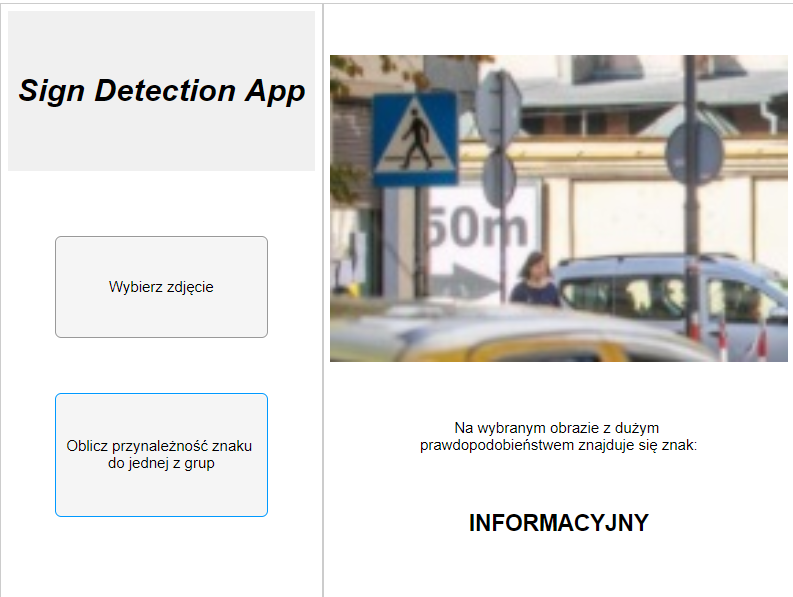 Sign Detection App
Wybierz zdjęcie
Oblicz przynależność znaku
do jednej z grup
50m
Na wybranym obrazie z dużym
prawdopodobieństwem znajduje się znak:
INFORMACYJNY